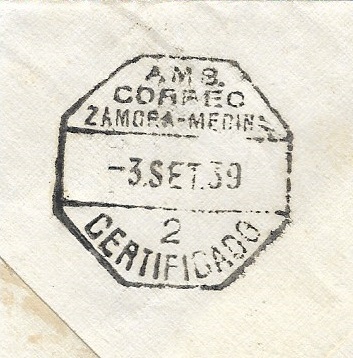 AMB.
CORREO
ZAMORA-MEDINA
-3.SET.39
2
CERTIFICADO